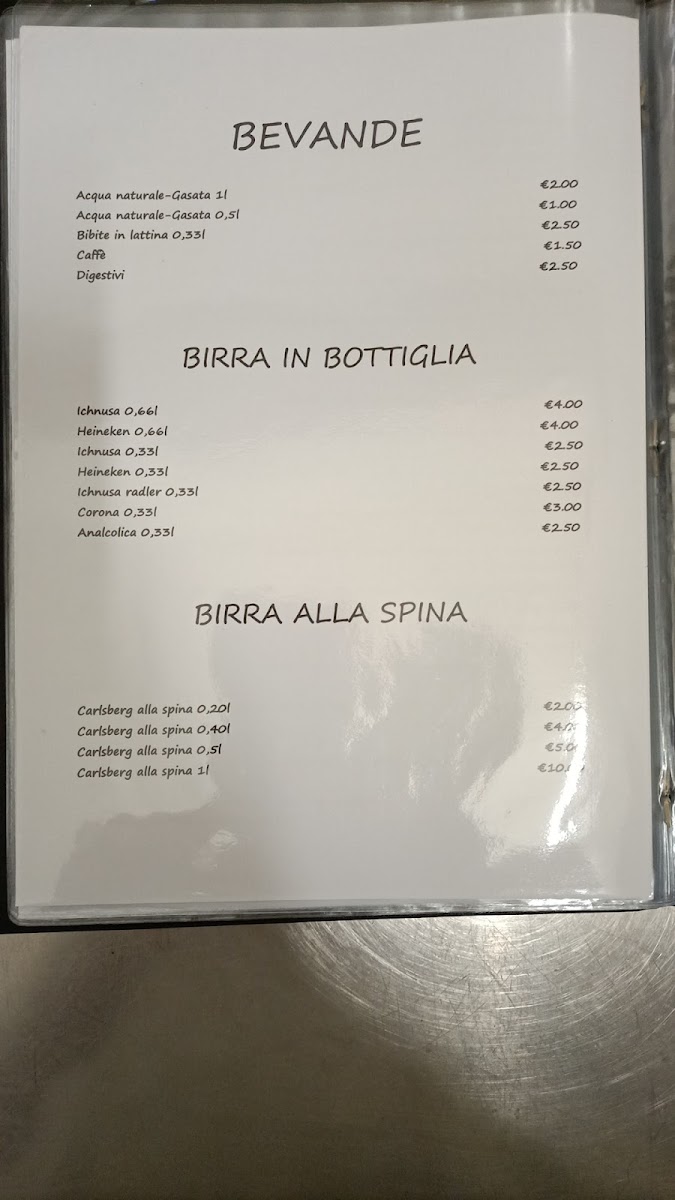 BEVANDE
Acqua naturale-Gasata 1l €2.00
Acqua naturale-Gasata 0,5l €1.00
Bibite in lattina 0,33l €2.50
Caffè €1.50
Digestivi €2.50
BIRRA IN BOTTIGLIA
Ichnusa 0,66l €4.00
Heineken 0,66l €4.00
Ichnusa 0,33l €2.50
Heineken 0,33l €2.50
Ichnusa radler 0,33l €2.50
Corona 0,33l €3.00
Analcolica 0,33l €2.50
BIRRA ALLA SPINA
Carlsberg alla spina 0,20l €2.00
Carlsberg alla spina 0,40l
Carlsberg alla spina 0,5l
Carlsberg alla spina 1l